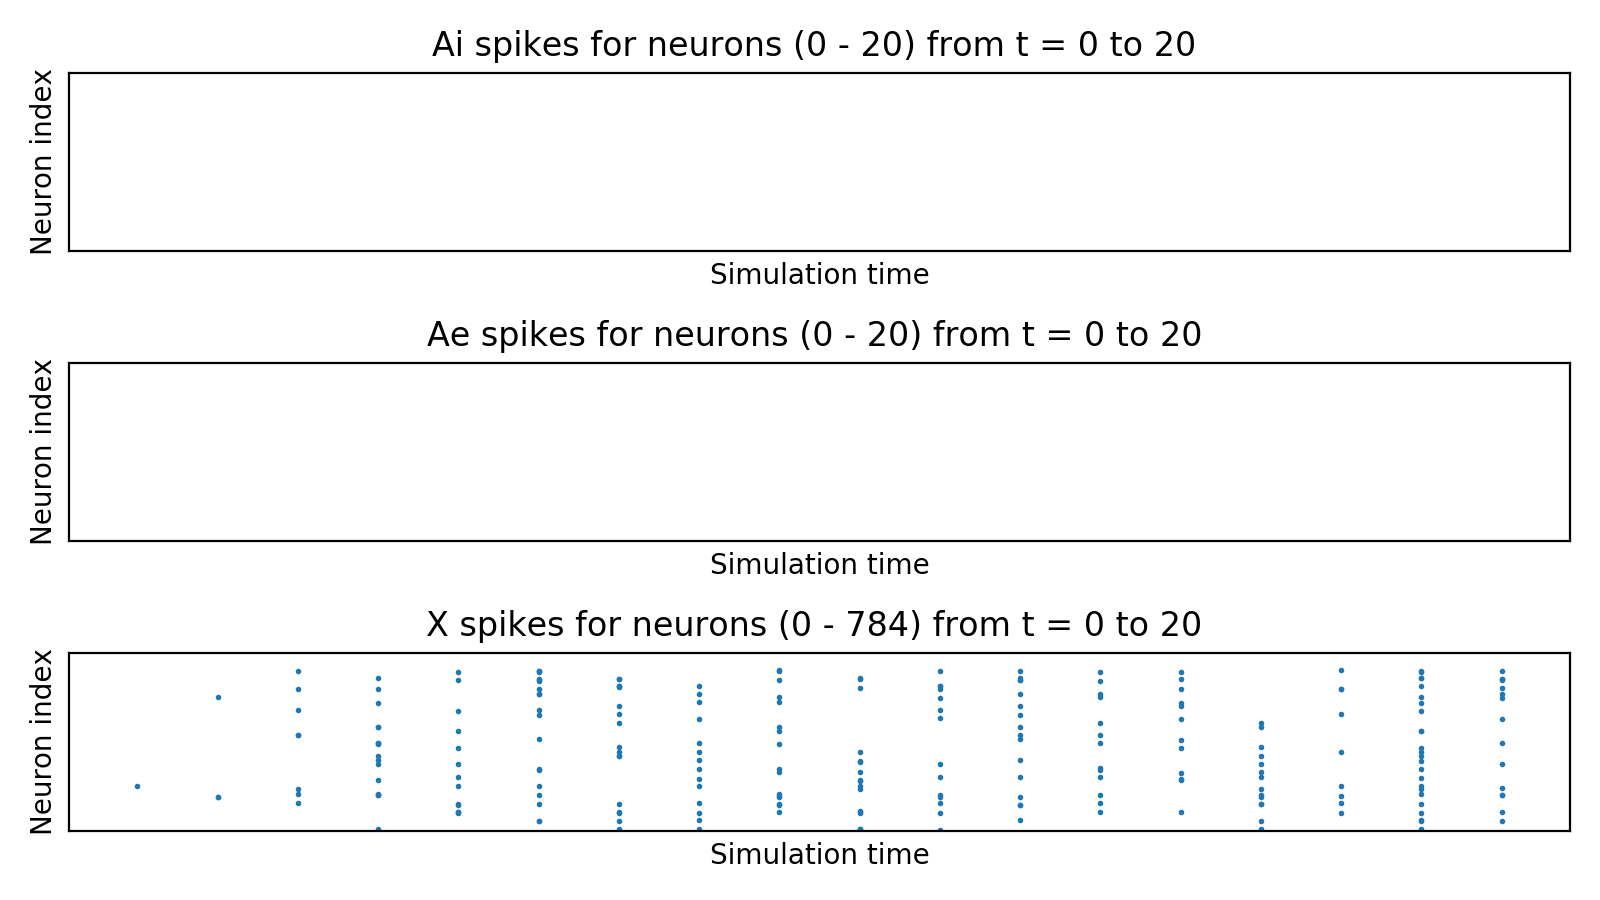 Ai spikes for neurons (0 - 20) from t = 0 to 20
Neuron index
Simulation time
Ae spikes for neurons (0 - 20) from t = 0 to 20
Neuron index
Simulation time
X spikes for neurons (0 - 784) from t = 0 to 20
Neuron index
Simulation time